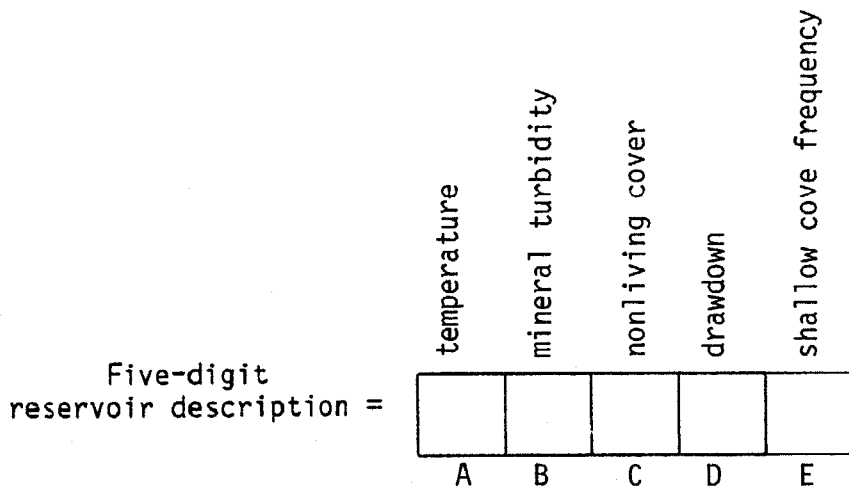 temperature
mineral turbidity
nonliving cover
drawdown
shallow cove frequency
Five-digit
reservoir description =
A B C D E